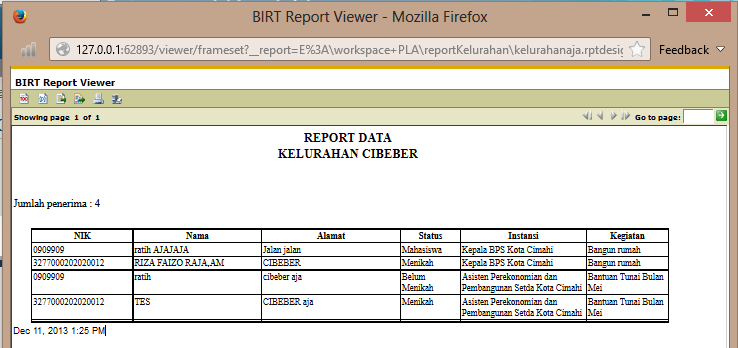 BIRT Report Viewer - Mozilla Firefox
127.0.0.1:62893/viewer/frameset?__report=E%3A\workspace+PLA\reportKelurahan\kelurahanaja.rptdesig
Feedback
BIRT Report Viewer
Showing page 1 of 1
Go to page:
REPORT DATA
KELURAHAN CIBEBER
Jumlah penerima : 4
NIK Nama Alamat Status Instansi Kegiatan
0909909 ratih AJAJAJA Jalan jalan Mahasiswa Kepala BPS Kota Cimahi Bangun rumah
3277000202020012 RIZA FAIZO RAJA,AM CIBEBER Menikah Kepala BPS Kota Cimahi Bangun rumah
0909909 ratih cibeber aja Belum Asisten Perekonomian dan Bantuan Tunai Bulan
Menikah Pembangunan Setda Kota Cimahi Mei
3277000202020012 TES CIBEBER aja Menikah Asisten Perekonomian dan Bantuan Tunai Bulan
Pembangunan Setda Kota Cimahi Mei
Dec 11, 2013 1:25 PM